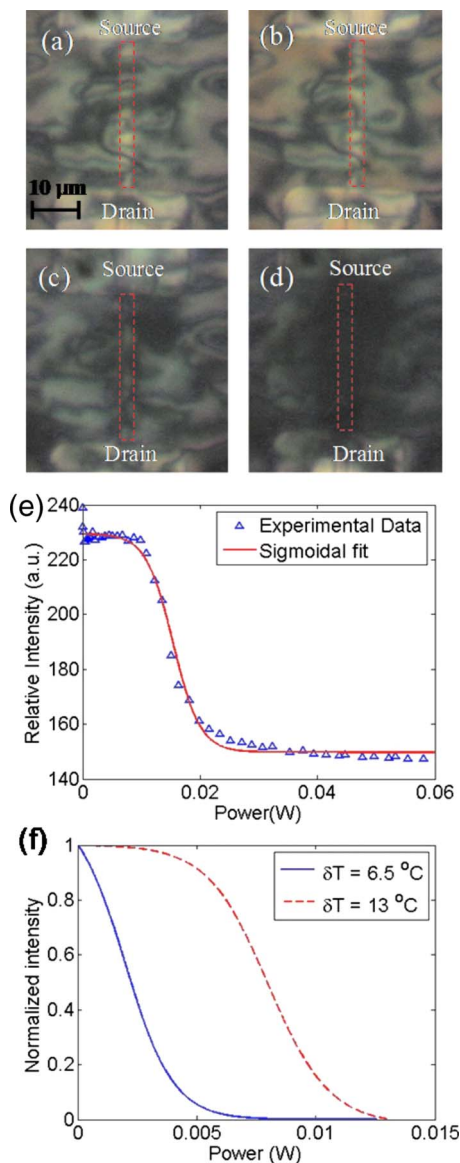 (a)
Source
10 μm
Drain
(b)
Source
Drain
(c)
Source
Drain
(d)
Source
Drain
(e)
240
220
200
180
160
140
0
0.02
0.04
0.06
Relative Intensity (a.u.)
Power(W)
Experimental Data
Sigmoidal fit
(f)
1
0.8
0.6
0.4
0.2
0
0
0.005
0.01
0.015
Normalized intensity
Power (W)
δT = 6.5 °C
δT = 13 °C